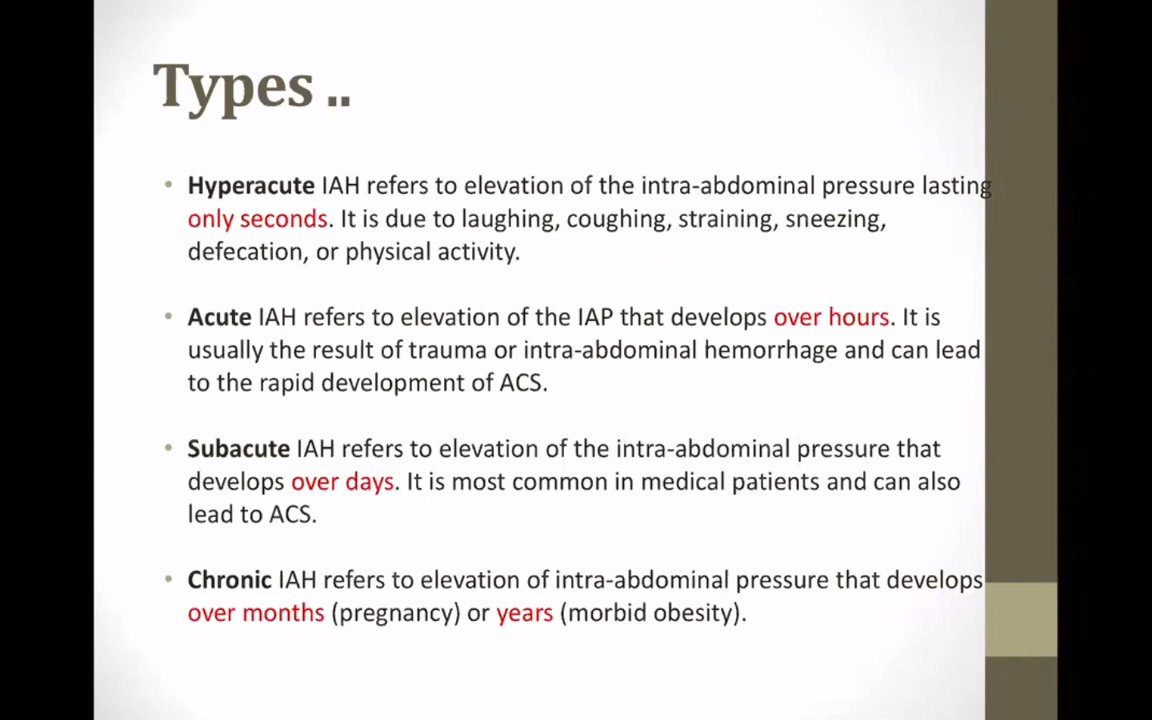 Types ..
• Hyperacute IAH refers to elevation of the intra-abdominal pressure lasting
only seconds. It is due to laughing, coughing, straining, sneezing,
defecation, or physical activity.
• Acute IAH refers to elevation of the IAP that develops over hours. It is
usually the result of trauma or intra-abdominal hemorrhage and can lead
to the rapid development of ACS.
• Subacute IAH refers to elevation of the intra-abdominal pressure that
develops over days. It is most common in medical patients and can also
lead to ACS.
• Chronic IAH refers to elevation of intra-abdominal pressure that develops
over months (pregnancy) or years (morbid obesity).